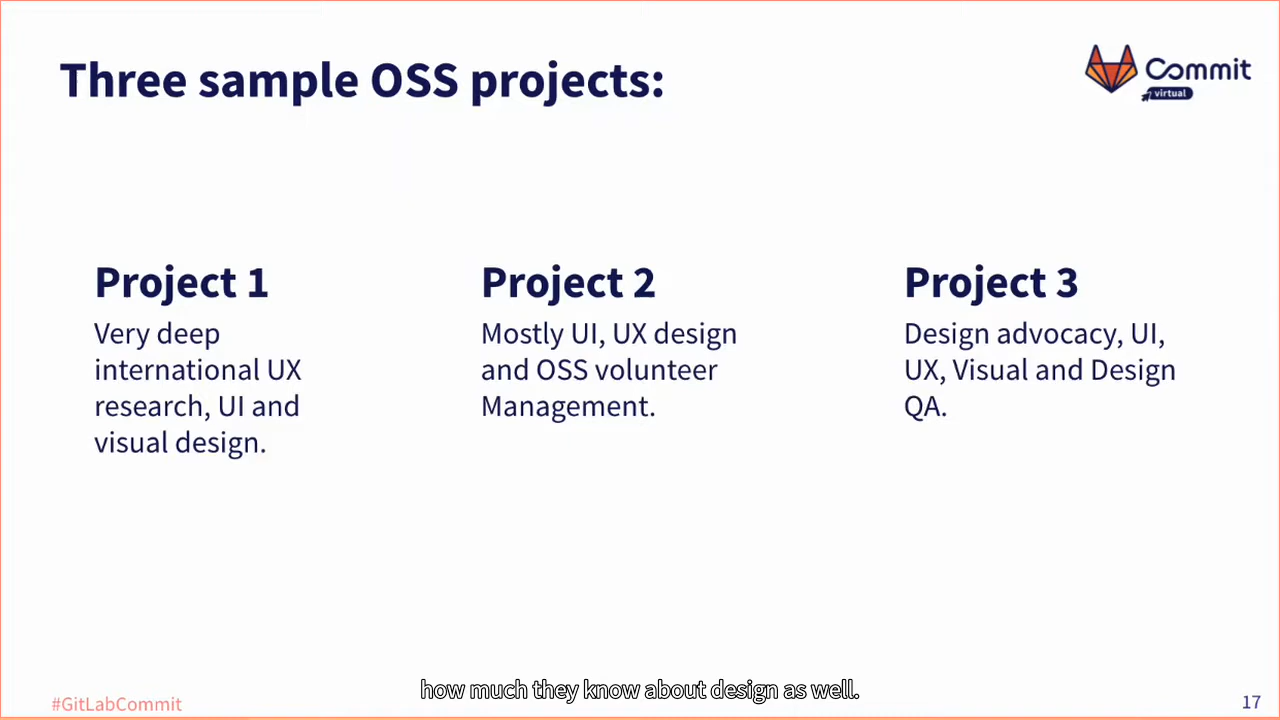 Three sample OSS projects:
Commit
virtual
Project 1
Very deep
international UX
research, UI and
visual design.
Project 2
Mostly UI, UX design
and OSS volunteer
Management.
Project 3
Design advocacy, UI,
UX, Visual and Design
QA.
how much they know about design as well.
#GitLabCommit
17